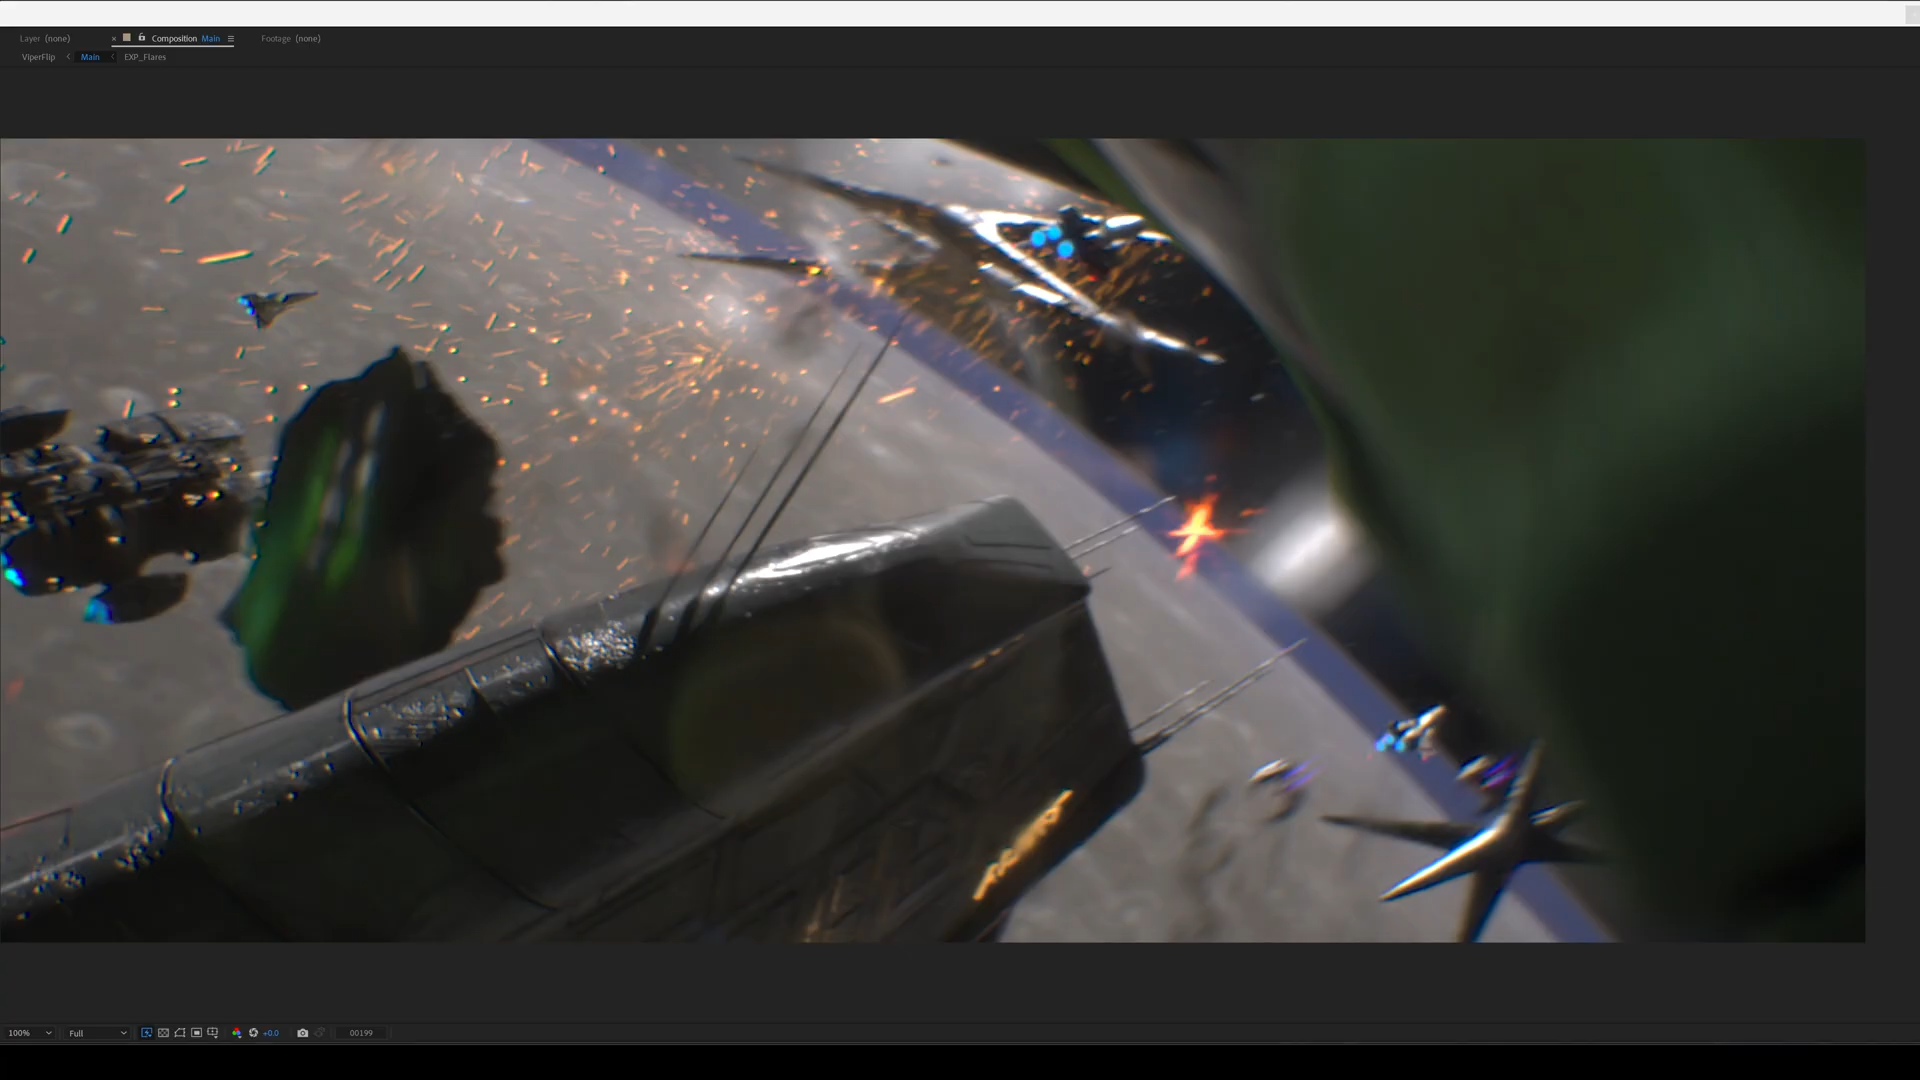 Layer (none) × Composition Main ≡ Footage (none)
ViperFlip < Main < EXP_Flares
100% Full +0.0 00199